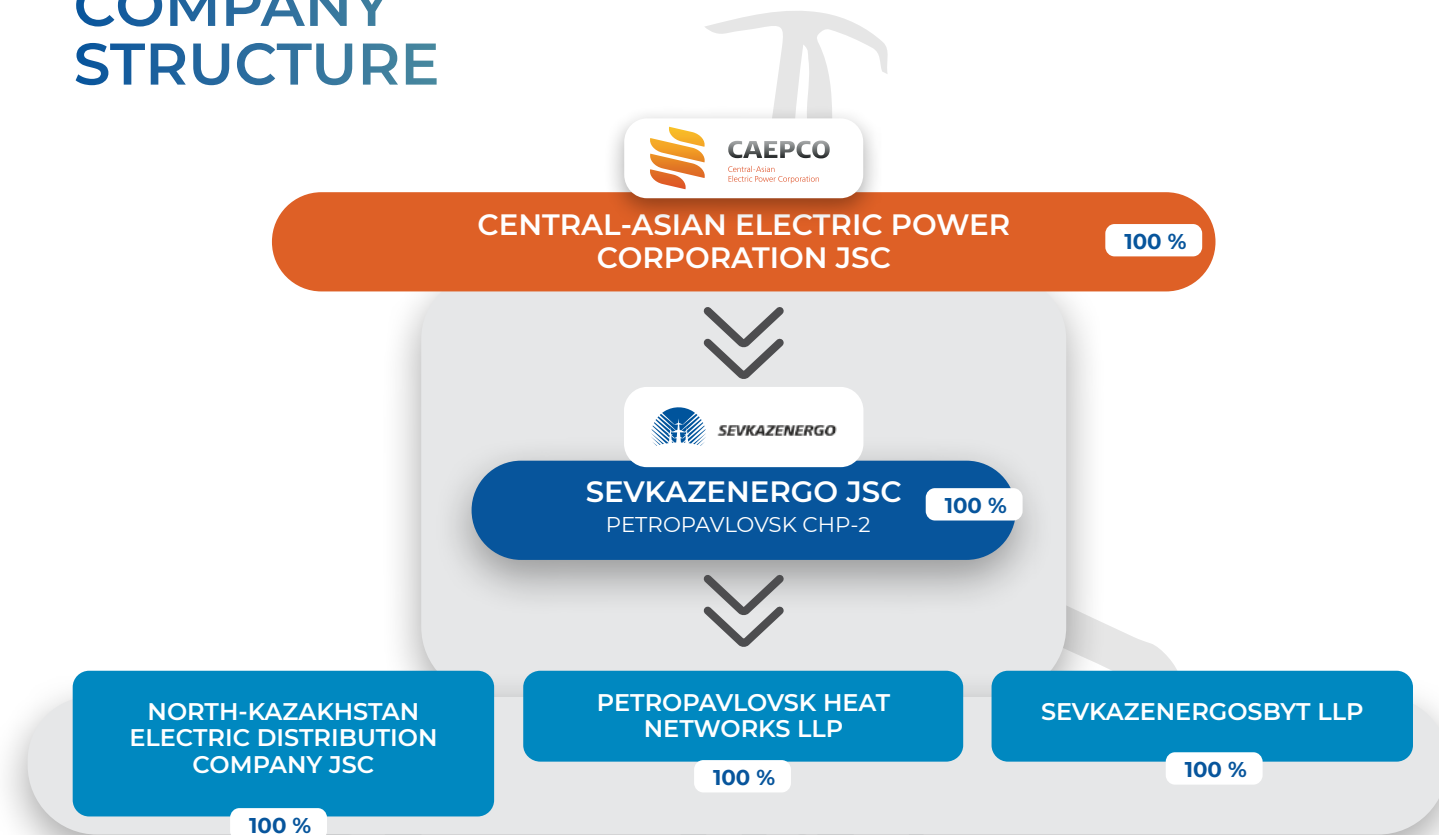 COMPANY
STRUCTURE
CAEPCO
Central-Asian
Electric Power Corporation
CENTRAL-ASIAN ELECTRIC POWER
CORPORATION JSC
100 %
SEVKAZENERGO
SEVKAZENERGO JSC
PETROPAVLOVSK CHP-2
100 %
NORTH-KAZAKHSTAN
ELECTRIC DISTRIBUTION
COMPANY JSC
100 %
PETROPAVLOVSK HEAT
NETWORKS LLP
100 %
SEVKAZENERGOSBYT LLP
100 %